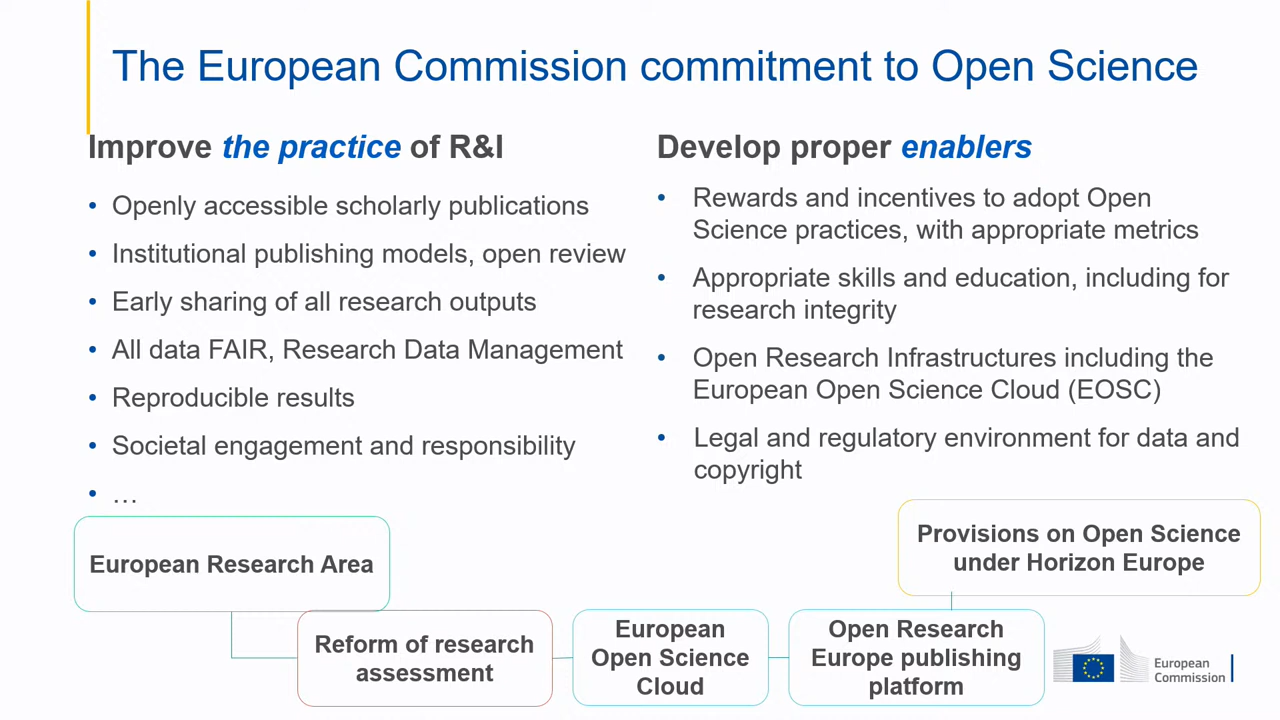 The European Commission commitment to Open Science
Improve the practice of R&I
• Openly accessible scholarly publications
• Institutional publishing models, open review
• Early sharing of all research outputs
• All data FAIR, Research Data Management
• Reproducible results
• Societal engagement and responsibility
• …
Develop proper enablers
• Rewards and incentives to adopt Open
Science practices, with appropriate metrics
• Appropriate skills and education, including for
research integrity
• Open Research Infrastructures including the
European Open Science Cloud (EOSC)
• Legal and regulatory environment for data and
copyright
European Research Area
Reform of research
assessment
European
Open Science
Cloud
Open Research
Europe publishing
platform
Provisions on Open Science
under Horizon Europe
European
Commission